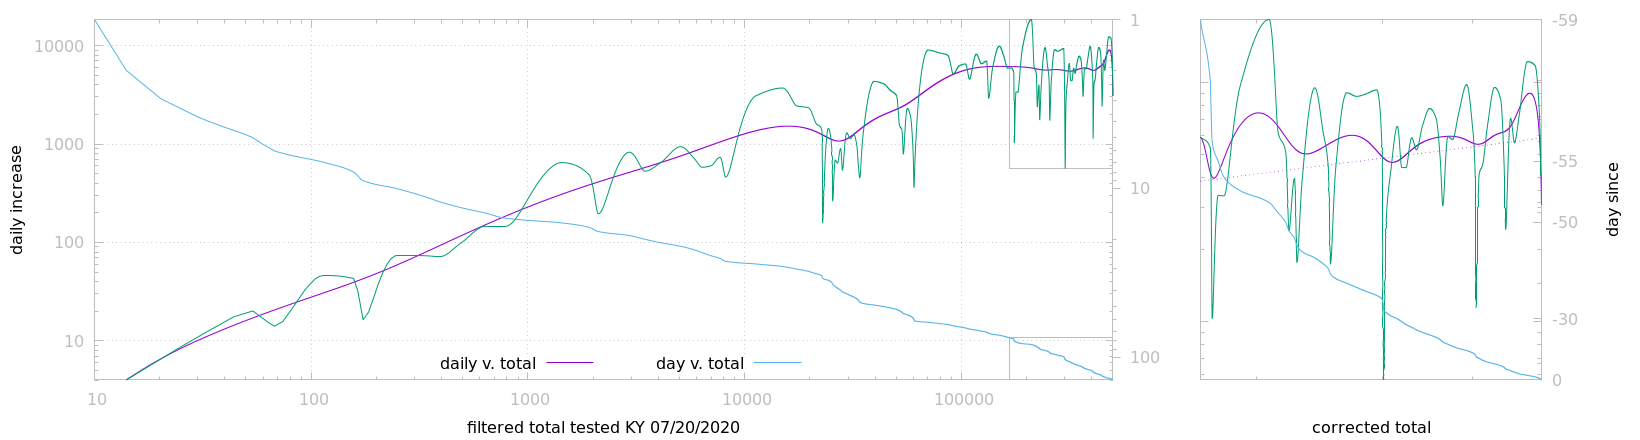 daily increase
10000
1000
100
10
10
100
1000
10000
100000
1
10
100
daily v. total
day v. total
filtered total tested KY 07/20/2020
-59
-55
-50
-30
0
day since
corrected total